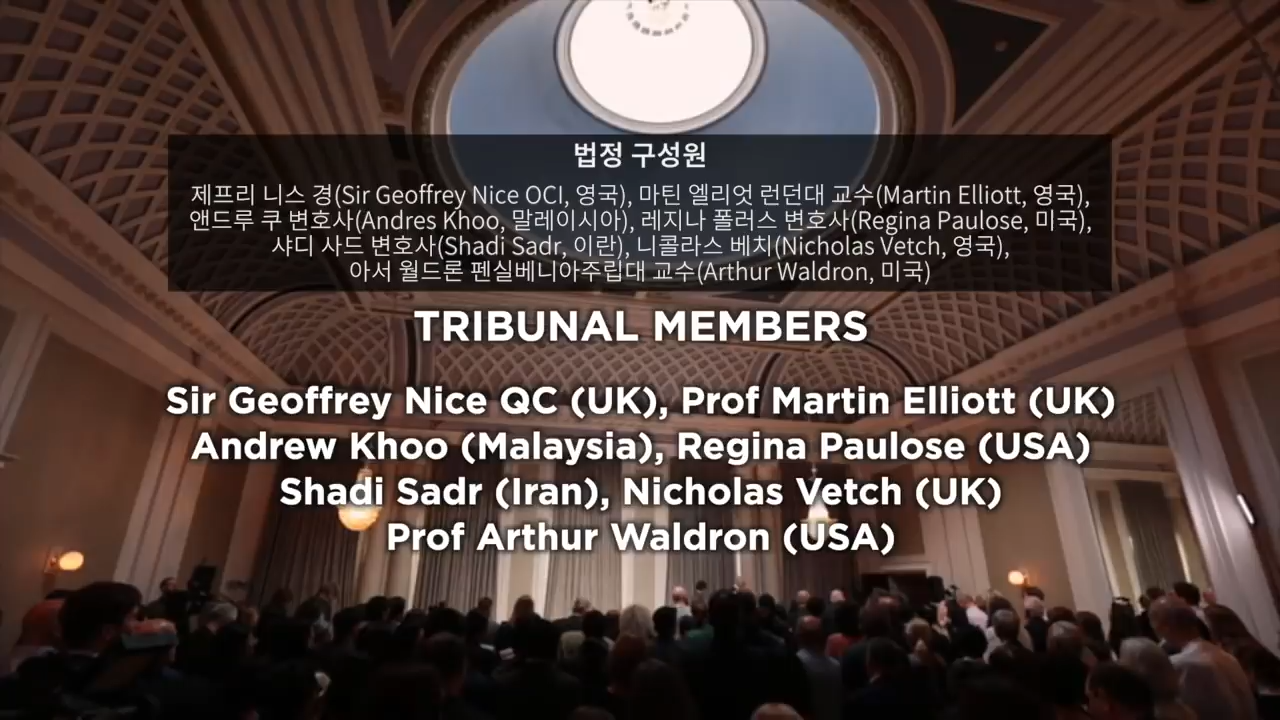 법정 구성원
제프리 니스 경(Sir Geoffrey Nice OCI, 영국), 마틴 엘리엇 런던대 교수(Martin Elliott, 영국),
앤드루 쿠 변호사(Andres Khoo, 말레이시아), 레지나 폴러스 변호사(Regina Paulose, 미국),
샤디 사드 변호사(Shadi Sadr, 이란), 니콜라스 베치(Nicholas Vetch, 영국),
아서 월드론 펜실베니아주립대 교수(Arthur Waldron, 미국)
TRIBUNAL MEMBERS
Sir Geoffrey Nice QC (UK), Prof Martin Elliott (UK)
Andrew Khoo (Malaysia), Regina Paulose (USA)
Shadi Sadr (Iran), Nicholas Vetch (UK)
Prof Arthur Waldron (USA)